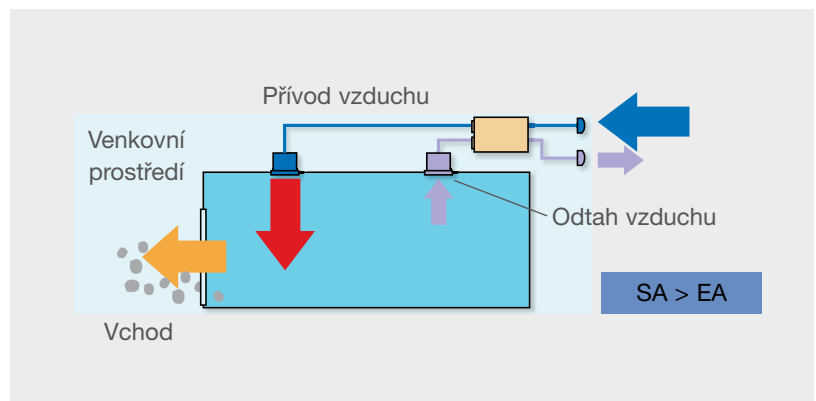 Přívod vzduchu
Venkovní
prostředí
Odtah vzduchu
SA > EA
Vchod